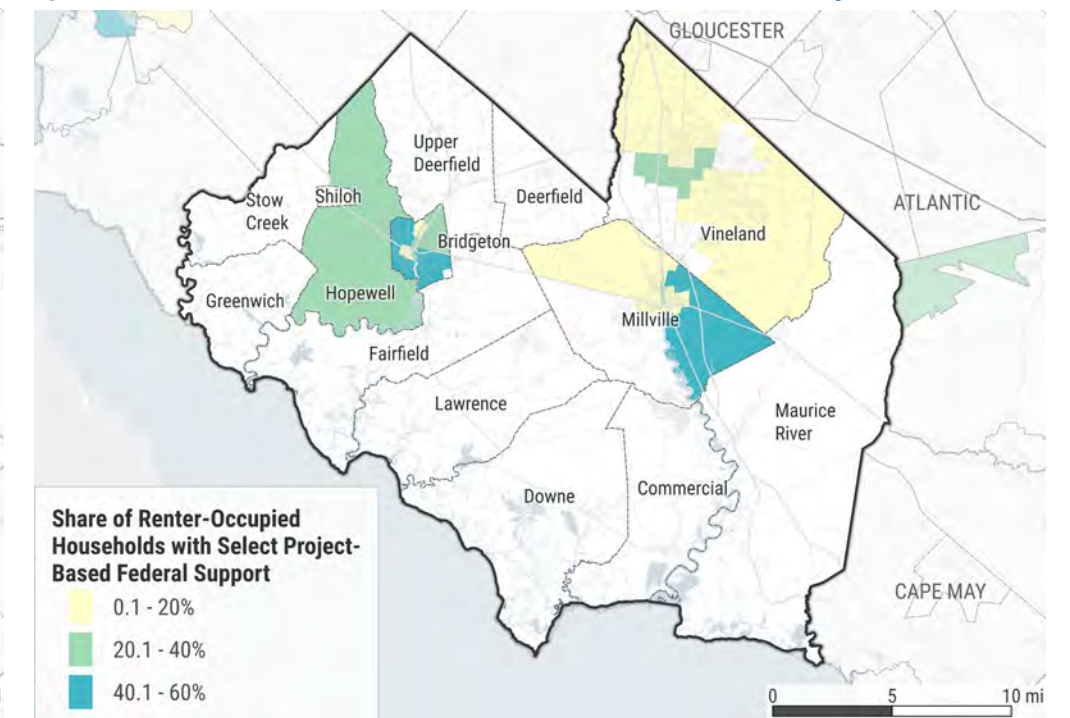 GLOUCESTER
Upper
Deerfield
Stow
Creek
Shiloh
Deerfield
ATLANTIC
Vineland
Bridgeton
Greenwich
Hopewell
Millville
Fairfield
Lawrence
Maurice
River
Downe
Commercial
CAPE MAY
Share of Renter-Occupied
Households with Select Project-
Based Federal Support
0.1 - 20%
20.1 - 40%
40.1 - 60%
0 5 10 mi